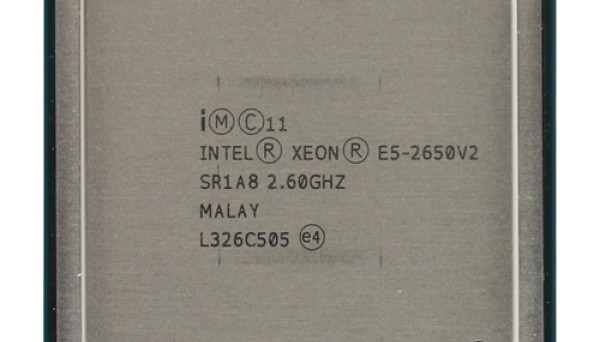 i Ⓜ Ⓒ 11
INTEL® XEON® E5-2650V2
SR1A8 2.60GHZ
MALAY
L326C505 e4